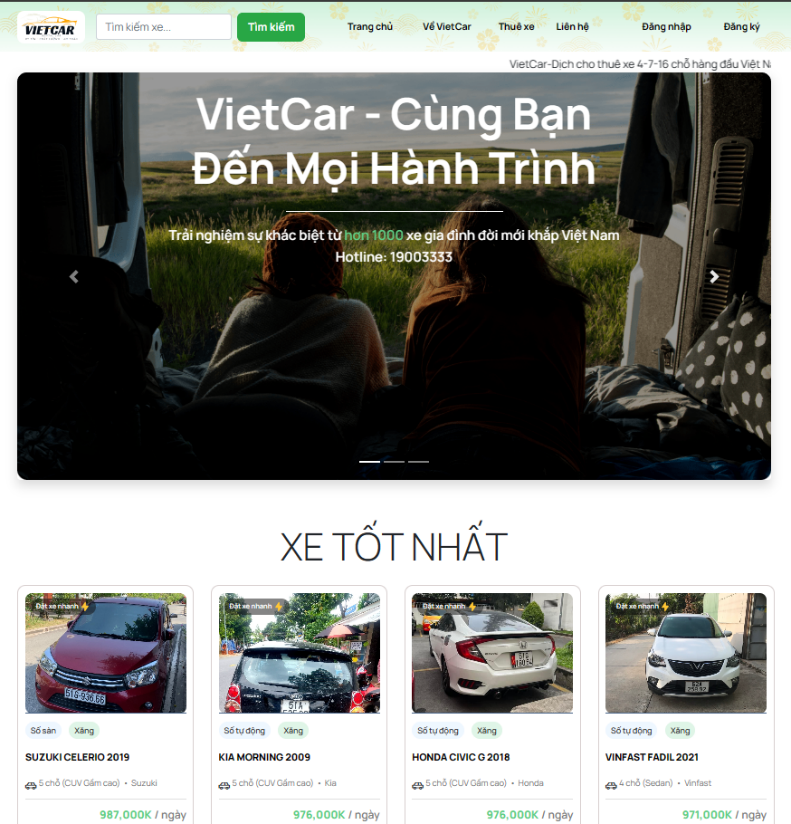 VIETCAR
Tìm kiếm xe...
Tìm kiếm
Trang chủ
Về VietCar
Thuê xe
Liên hệ
Đăng nhập
Đăng ký
VietCar-Dịch cho thuê xe 4-7-16 chỗ hàng đầu Việt
VietCar - Cùng Bạn
Đến Mọi Hành Trình
Trải nghiệm sự khác biệt từ hơn 1000 xe gia đình đời mới khắp Việt Nam
Hotline: 19003333
XE TỐT NHẤT
Đặt xe nhanh
51G-936.66
Số sàn
Xăng
SUZUKI CELERIO 2019
5 chỗ (CUV Gầm cao) • Suzuki
987,000K / ngày
Đặt xe nhanh
51A
Số tự động
Xăng
KIA MORNING 2009
5 chỗ (CUV Gầm cao) • Kia
976,000K / ngày
Đặt xe nhanh
51G
Số tự động
Xăng
HONDA CIVIC G 2018
5 chỗ (CUV Gầm cao) • Honda
976,000K / ngày
Đặt xe nhanh
Số tự động
Xăng
VINFAST FADIL 2021
4 chỗ (Sedan) • Vinfast
971,000K / ngày